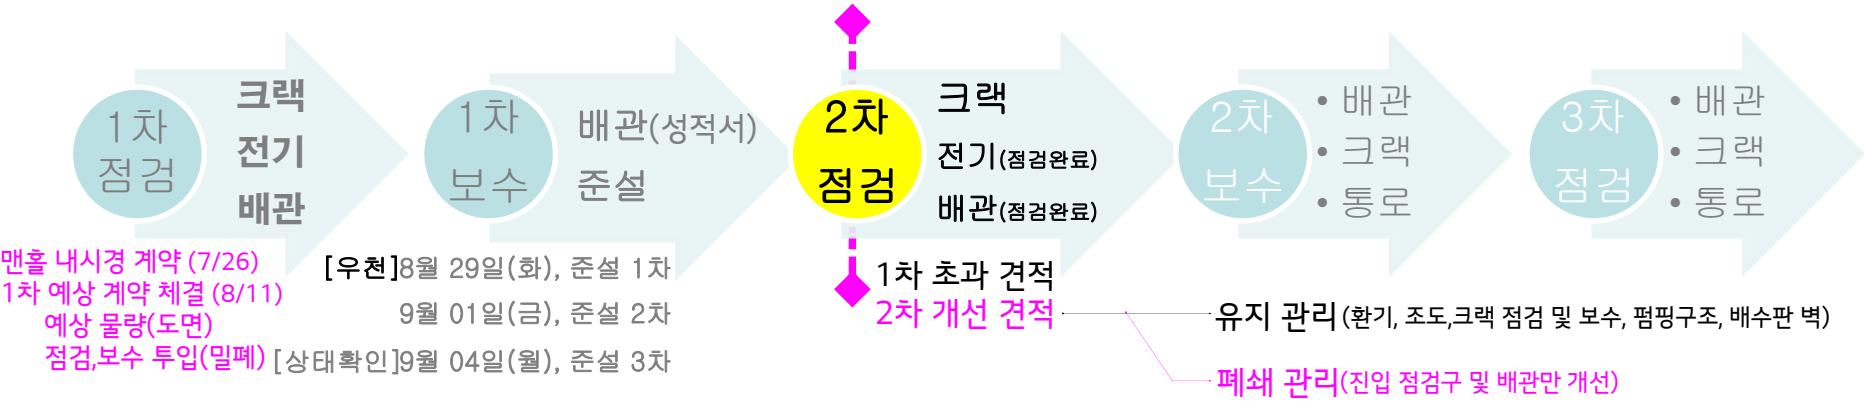 1차
점검
크랙
전기
배관
1차
보수
배관(성적서)
준설
2차
점검
크랙
전기(점검완료)
배관(점검완료)
2차
보수
• 배관
• 크랙
• 통로
3차
점검
• 배관
• 크랙
• 통로
맨홀 내시경 계약 (7/26)
1차 예상 계약 체결 (8/11)
예상 물량(도면)
점검,보수 투입(밀폐)
[우천]8월 29일(화), 준설 1차
9월 01일(금), 준설 2차
[상태확인]9월 04일(월), 준설 3차
1차 초과 견적
2차 개선 견적
유지 관리(환기, 조도,크랙 점검 및 보수, 펌핑구조, 배수판 벽)
폐쇄 관리(진입 점검구 및 배관만 개선)